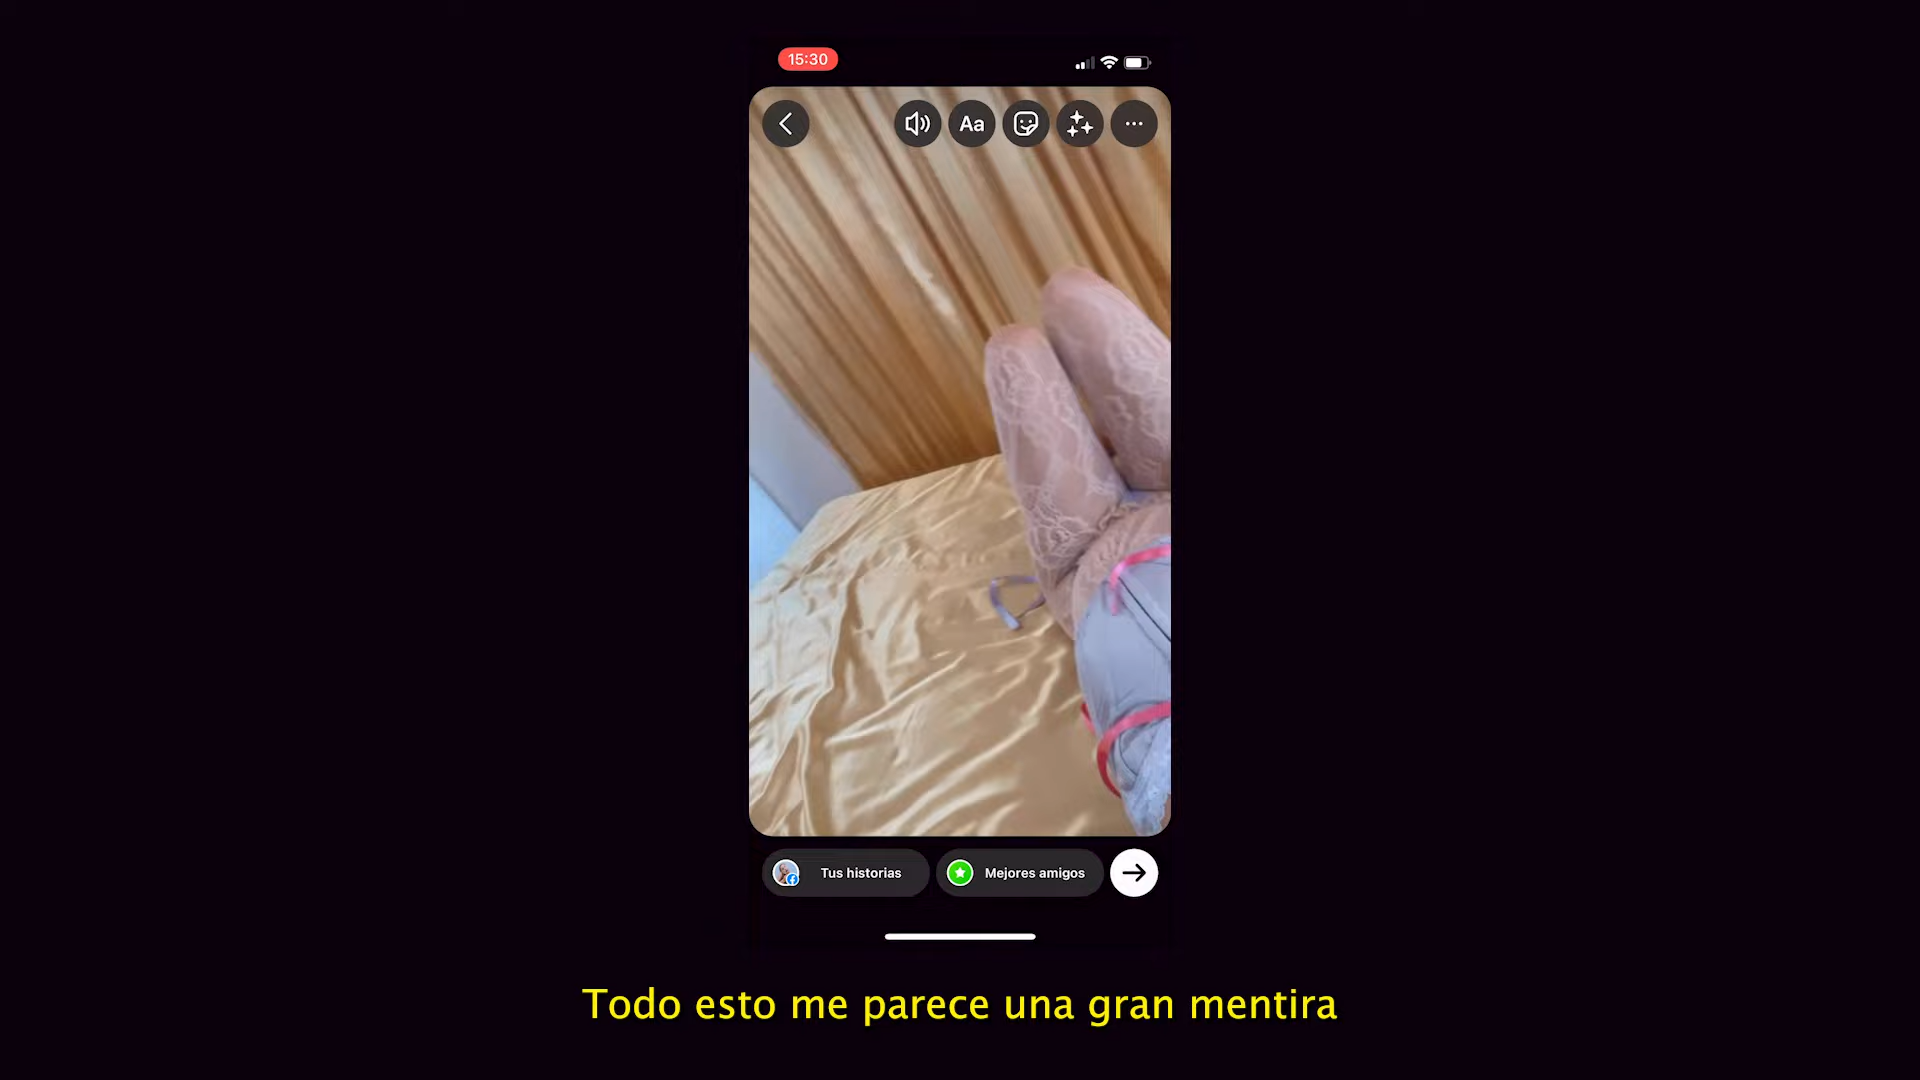 15:30
Aa
Tus historias
Mejores amigos
Todo esto me parece una gran mentira